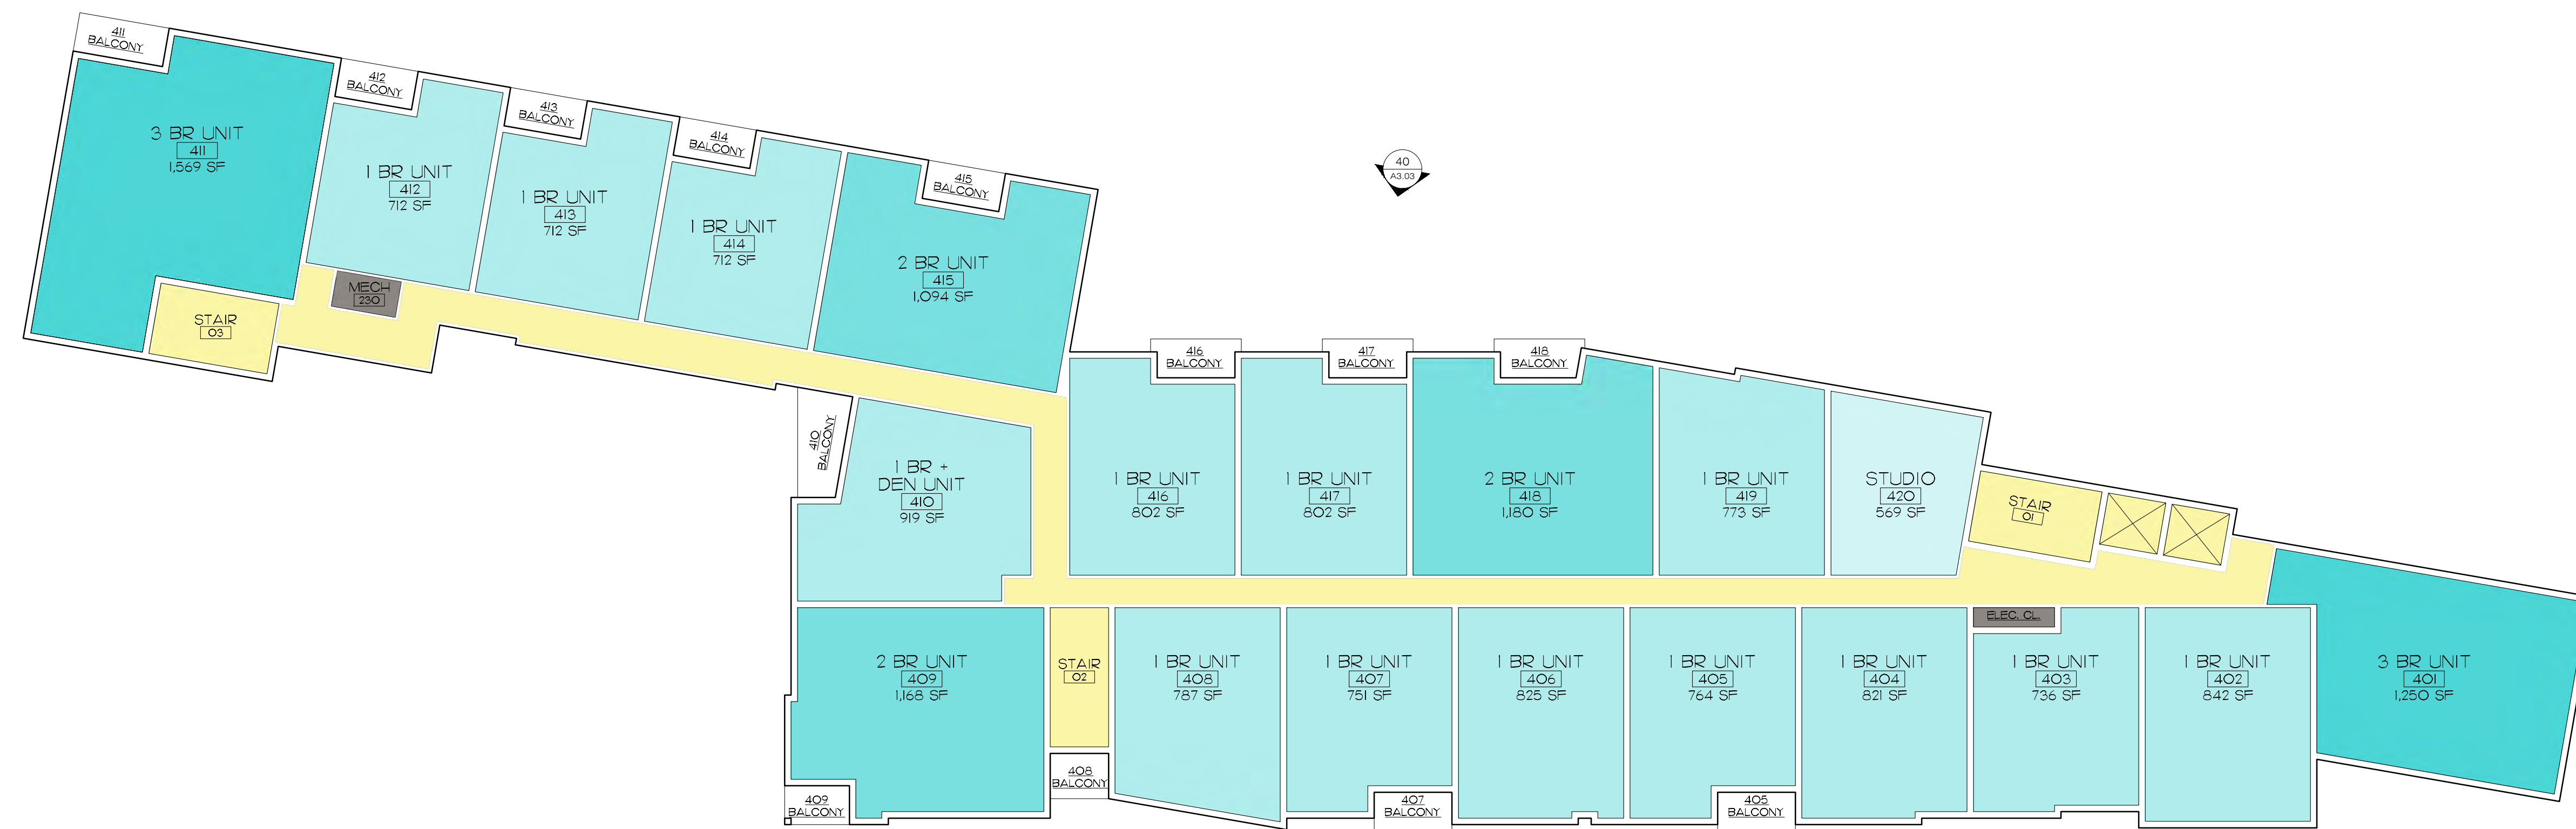 411
BALCONY
412
BALCONY
413
BALCONY
414
BALCONY
415
BALCONY
3 BR UNIT
411
1,569 SF
1 BR UNIT
412
712 SF
1 BR UNIT
413
712 SF
1 BR UNIT
414
712 SF
2 BR UNIT
415
1,094 SF
40
A3.03
MECH
230
STAIR
03
416
BALCONY
417
BALCONY
418
BALCONY
410
BALCONY
1 BR +
DEN UNIT
410
919 SF
1 BR UNIT
416
802 SF
1 BR UNIT
417
802 SF
2 BR UNIT
418
1,180 SF
1 BR UNIT
419
773 SF
STUDIO
420
569 SF
STAIR
01
ELEC. CL.
2 BR UNIT
409
1,168 SF
STAIR
02
1 BR UNIT
408
787 SF
1 BR UNIT
407
751 SF
1 BR UNIT
406
825 SF
1 BR UNIT
405
764 SF
1 BR UNIT
404
821 SF
1 BR UNIT
403
736 SF
1 BR UNIT
402
842 SF
3 BR UNIT
401
1,250 SF
408
BALCONY
409
BALCONY
407
BALCONY
405
BALCONY